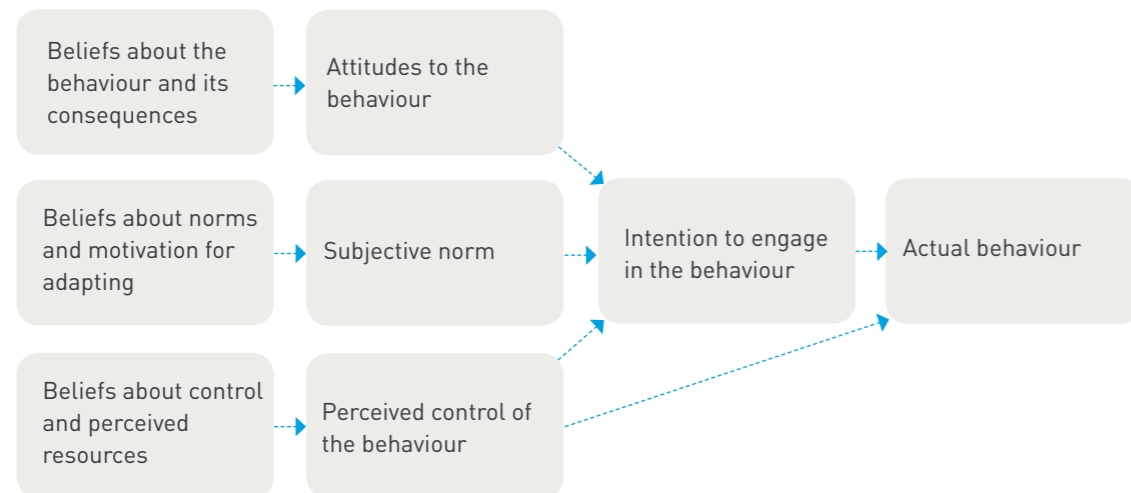 Beliefs about the
behaviour and its
consequences
Attitudes to the
behaviour
Beliefs about norms
and motivation for
adapting
Subjective norm
Intention to engage
in the behaviour
Actual behaviour
Beliefs about control
and perceived
resources
Perceived control of
the behaviour